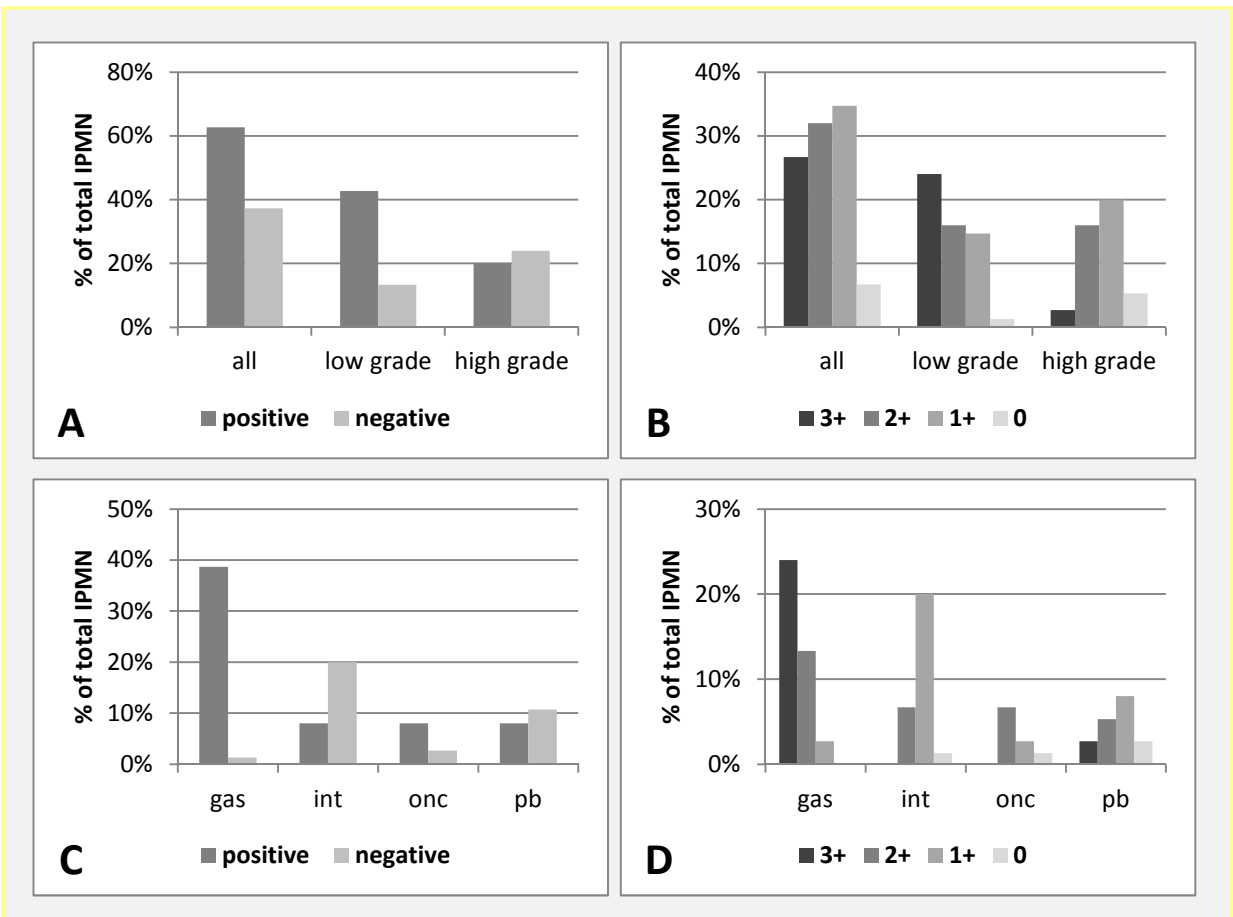 80%
60%
40%
20%
0%
% of total IPMN
all low grade high grade
positive negative
A
40%
30%
20%
10%
0%
% of total IPMN
all low grade high grade
3+ 2+ 1+ 0
B
50%
40%
30%
20%
10%
0%
% of total IPMN
gas int onc pb
positive negative
C
30%
20%
10%
0%
% of total IPMN
gas int onc pb
3+ 2+ 1+ 0
D